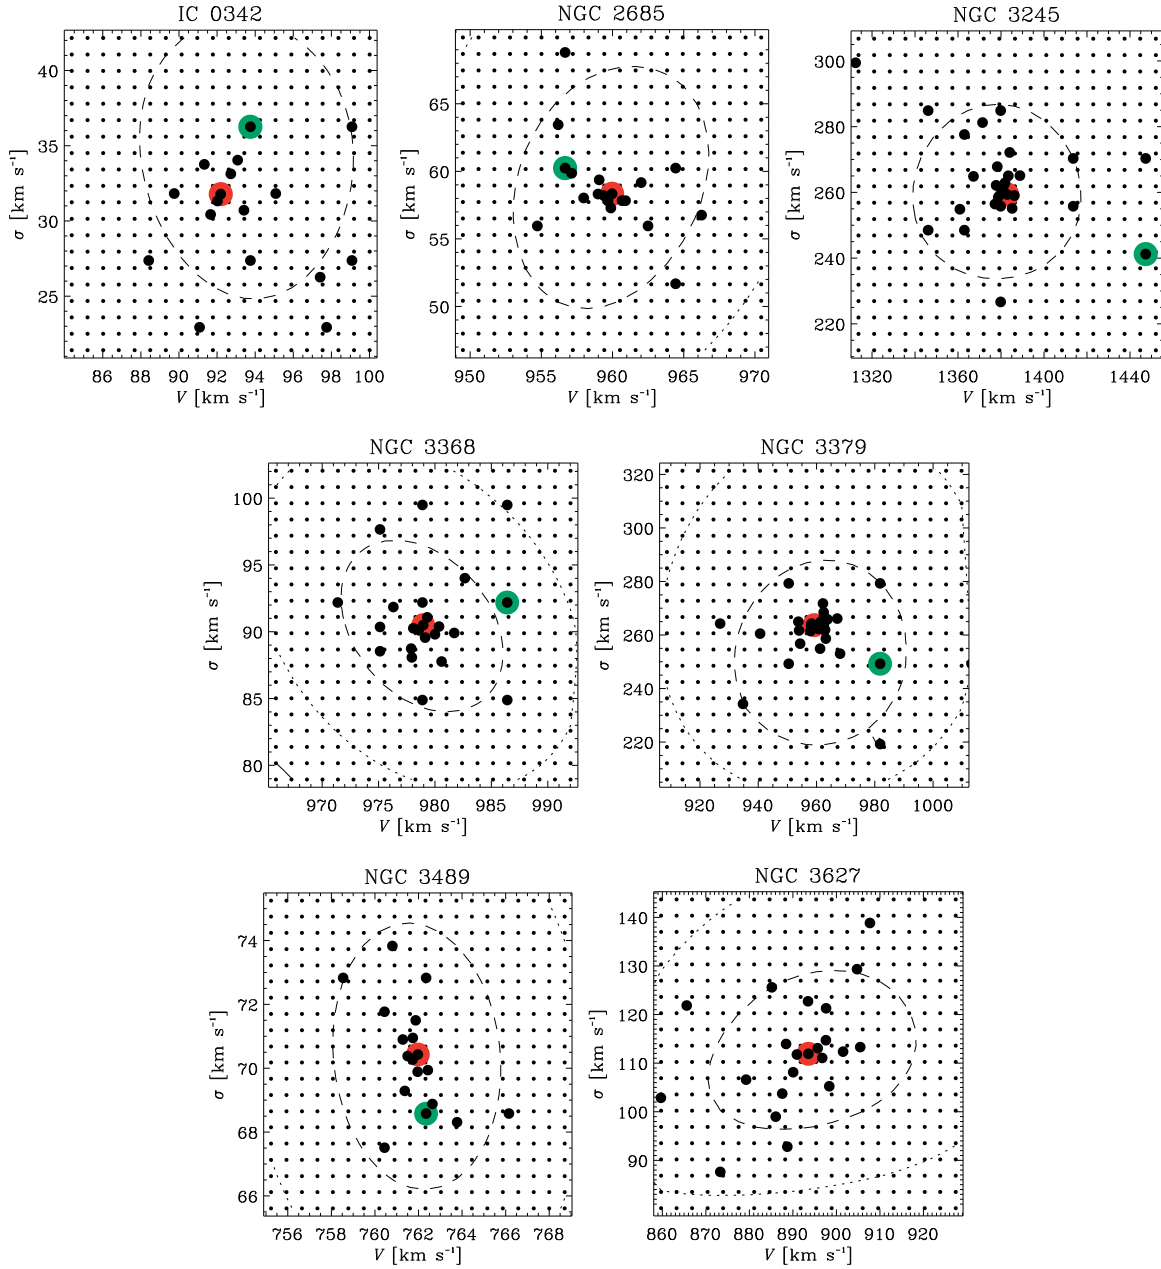 IC 0342 NGC 2685 NGC 3245
40 35 30 25
σ [km s⁻¹]
86 88 90 92 94 96 98 100
V [km s⁻¹]
65 60 55 50
σ [km s⁻¹]
950 955 960 965 970
V [km s⁻¹]
300 280 260 240 220
σ [km s⁻¹]
1320 1360 1400 1440
V [km s⁻¹]
NGC 3368 NGC 3379
100 95 90 85 80
σ [km s⁻¹]
970 975 980 985 990
V [km s⁻¹]
320 300 280 260 240 220
σ [km s⁻¹]
920 940 960 980 1000
V [km s⁻¹]
NGC 3489 NGC 3627
74 72 70 68 66
σ [km s⁻¹]
756 758 760 762 764 766 768
V [km s⁻¹]
140 130 120 110 100 90
σ [km s⁻¹]
860 870 880 890 900 910 920
V [km s⁻¹]